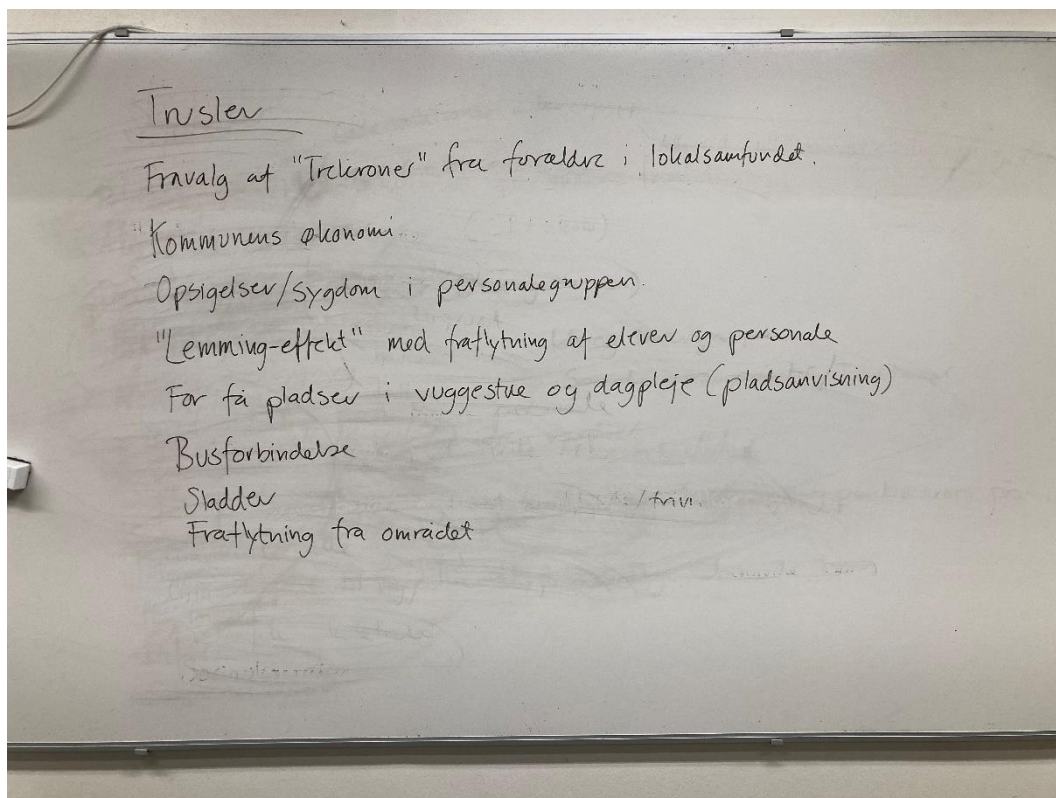 Trusler
Fravalg af "Trekroner" fra forældre i lokalsamfundet.
"Kommunens økonomi"
Opsigelser/sygdom i personalegruppen.
"Lemming-effekt" med fraflytning af elever og personale
For få pladser i vuggestue og dagpleje (pladsanvisning)
Busforbindelse
Sladder
Fraflytning fra området